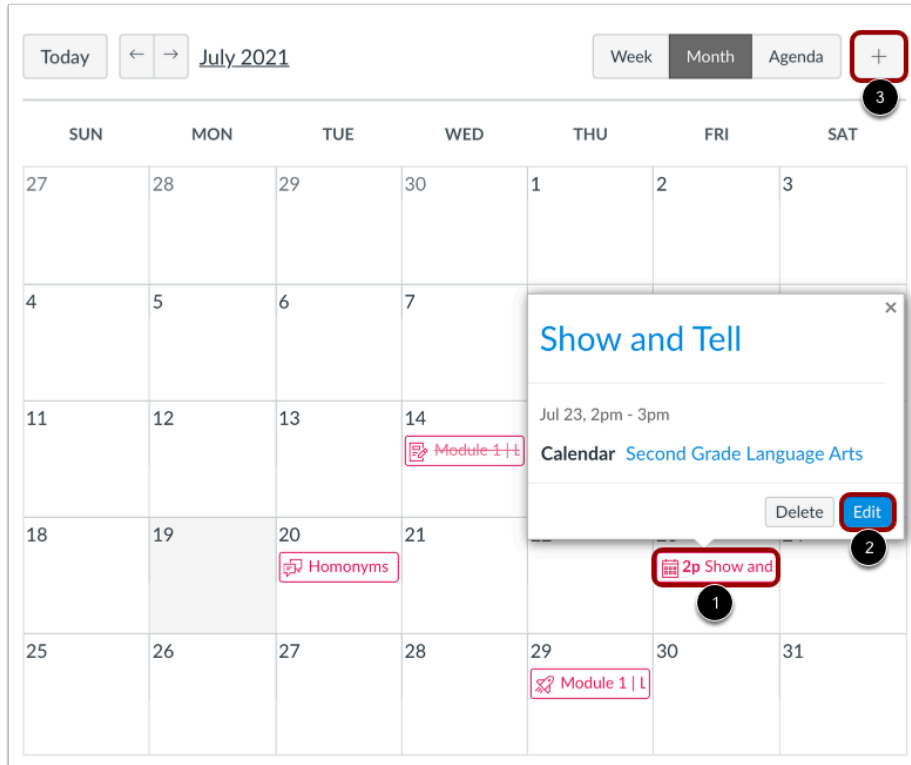 Today ← → July 2021 Week Month Agenda +
3
SUN MON TUE WED THU FRI SAT
27 28 29 30 1 2 3
4 5 6 7
×
Show and Tell
Jul 23, 2pm - 3pm
11 12 13 14
Module 1 | L
Calendar Second Grade Language Arts
Delete Edit
2
18 19 20 21
Homonyms
2p Show and
1
25 26 27 28 29 30 31
Module 1 | L